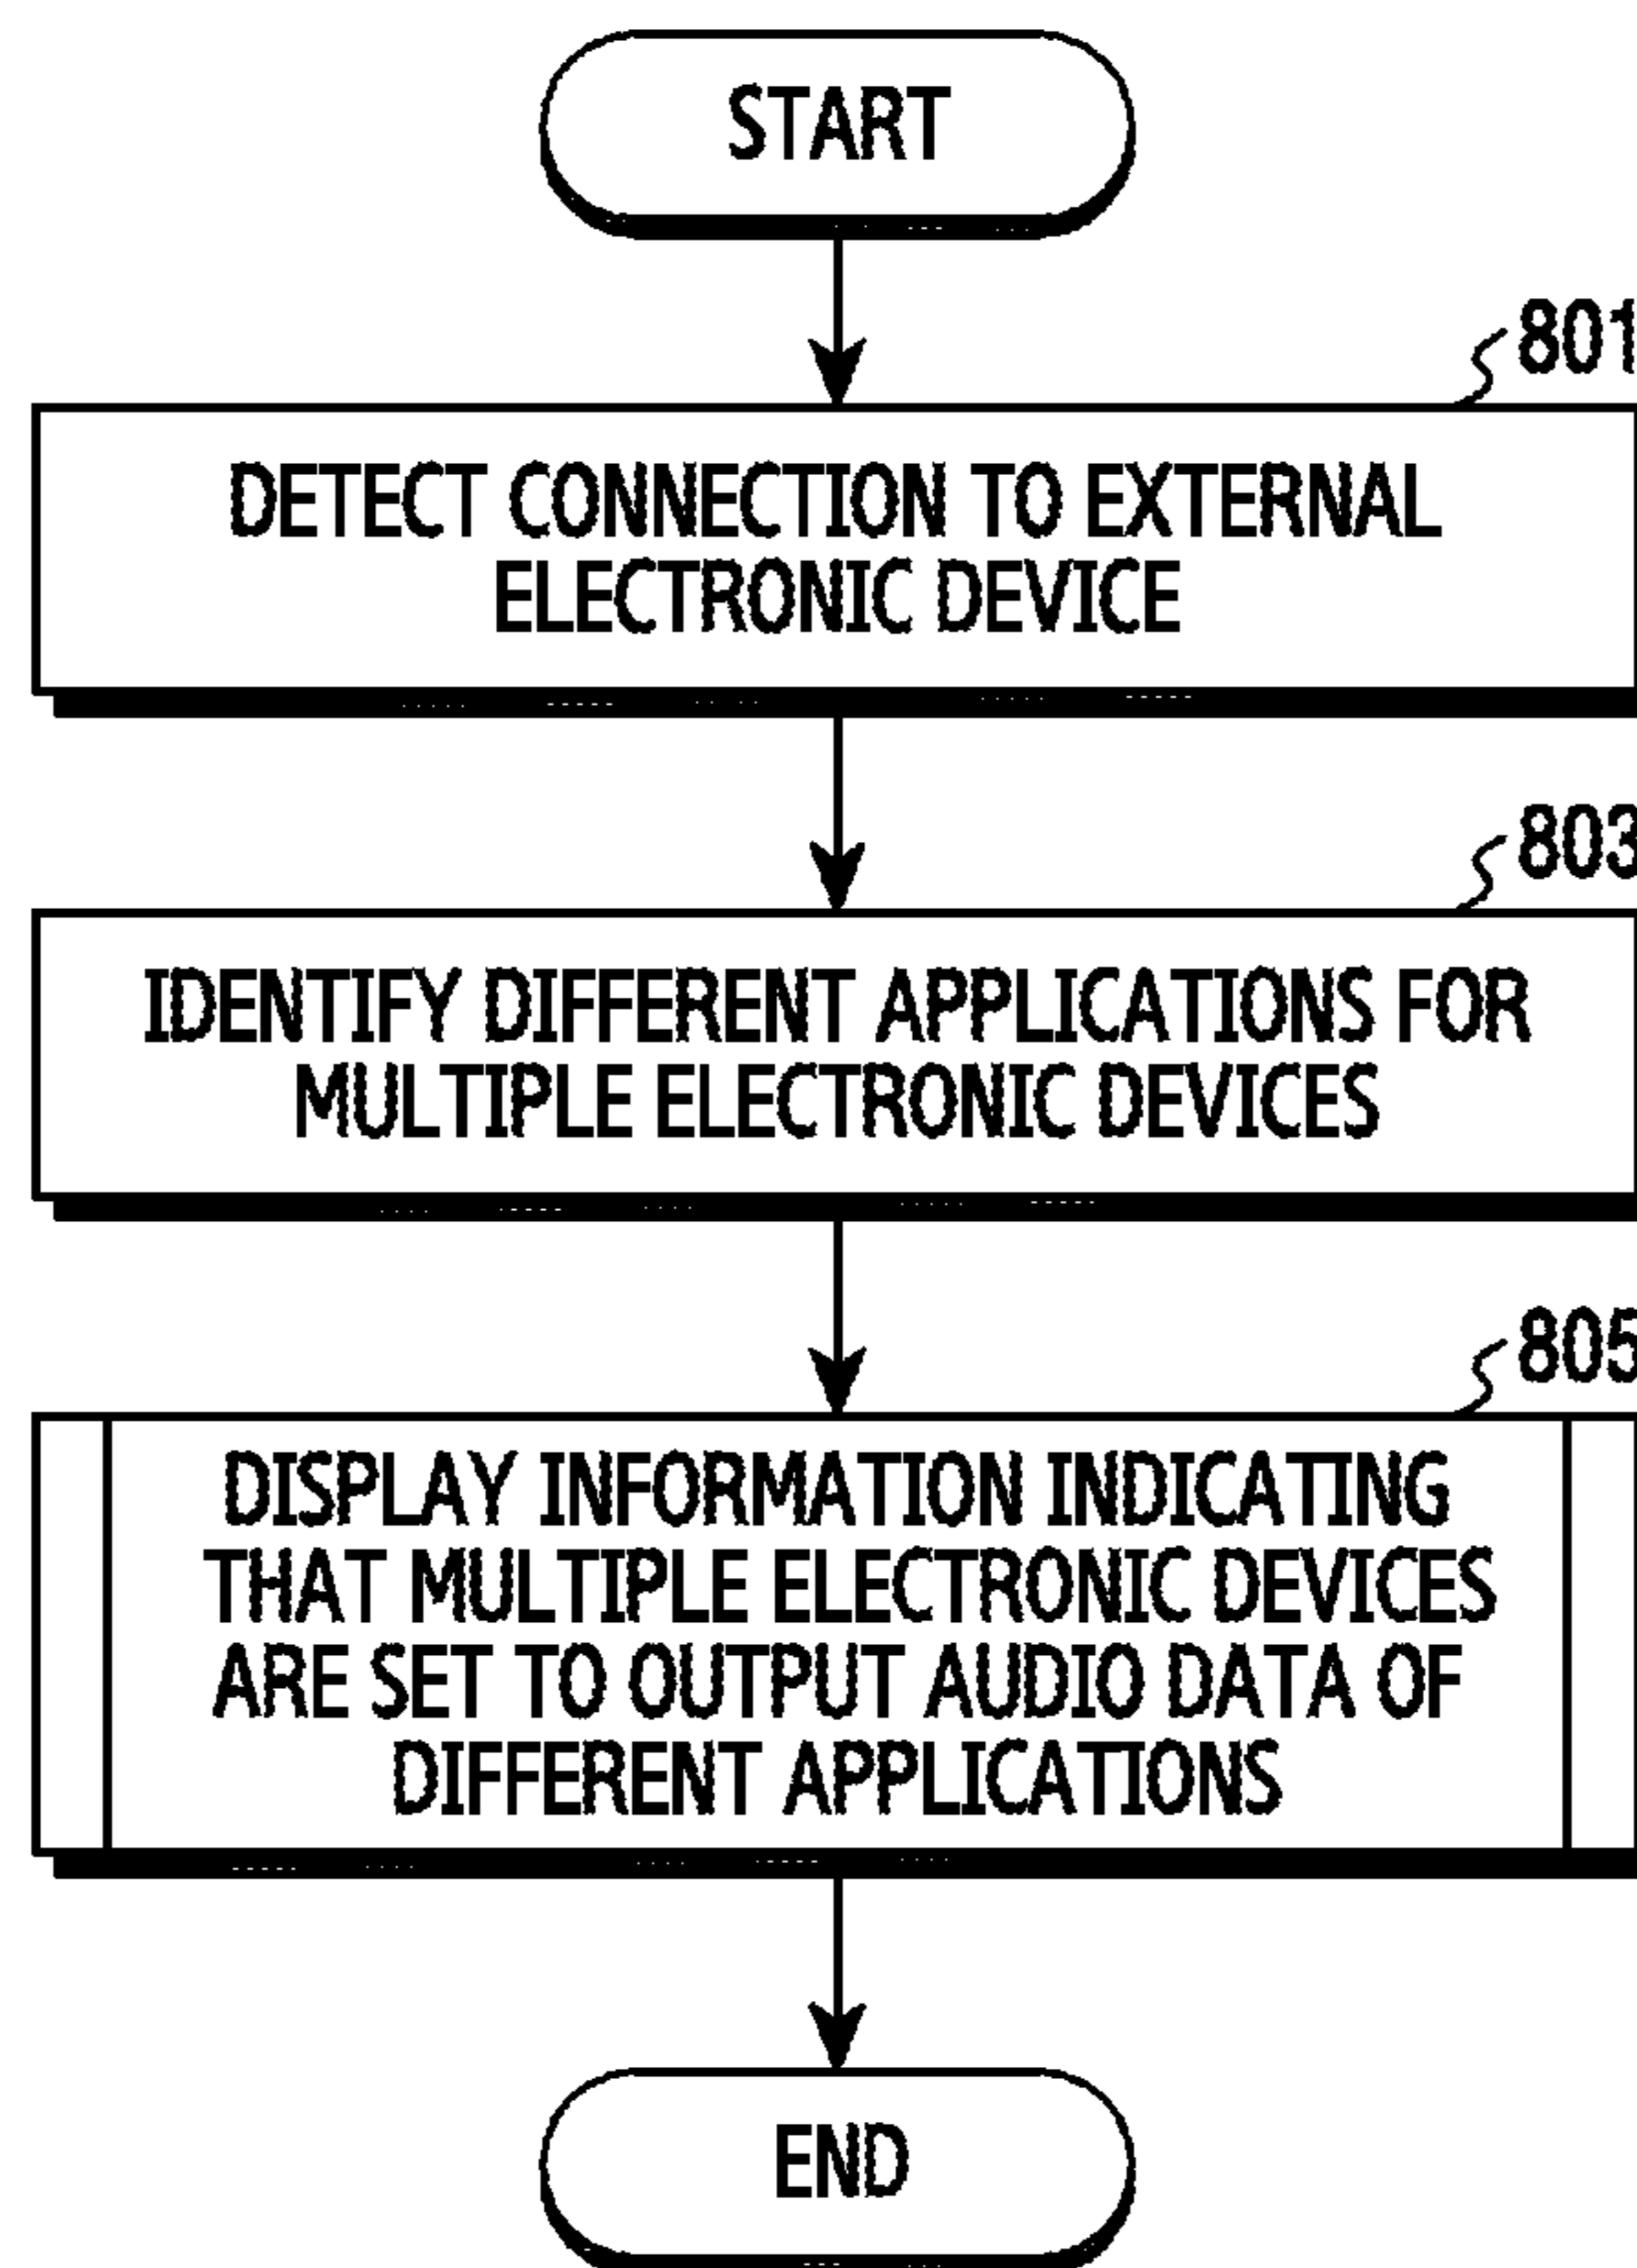 START
801
DETECT CONNECTION TO EXTERNAL
ELECTRONIC DEVICE
803
IDENTIFY DIFFERENT APPLICATIONS FOR
MULTIPLE ELECTRONIC DEVICES
805
DISPLAY INFORMATION INDICATING
THAT MULTIPLE ELECTRONIC DEVICES
ARE SET TO OUTPUT AUDIO DATA OF
DIFFERENT APPLICATIONS
END